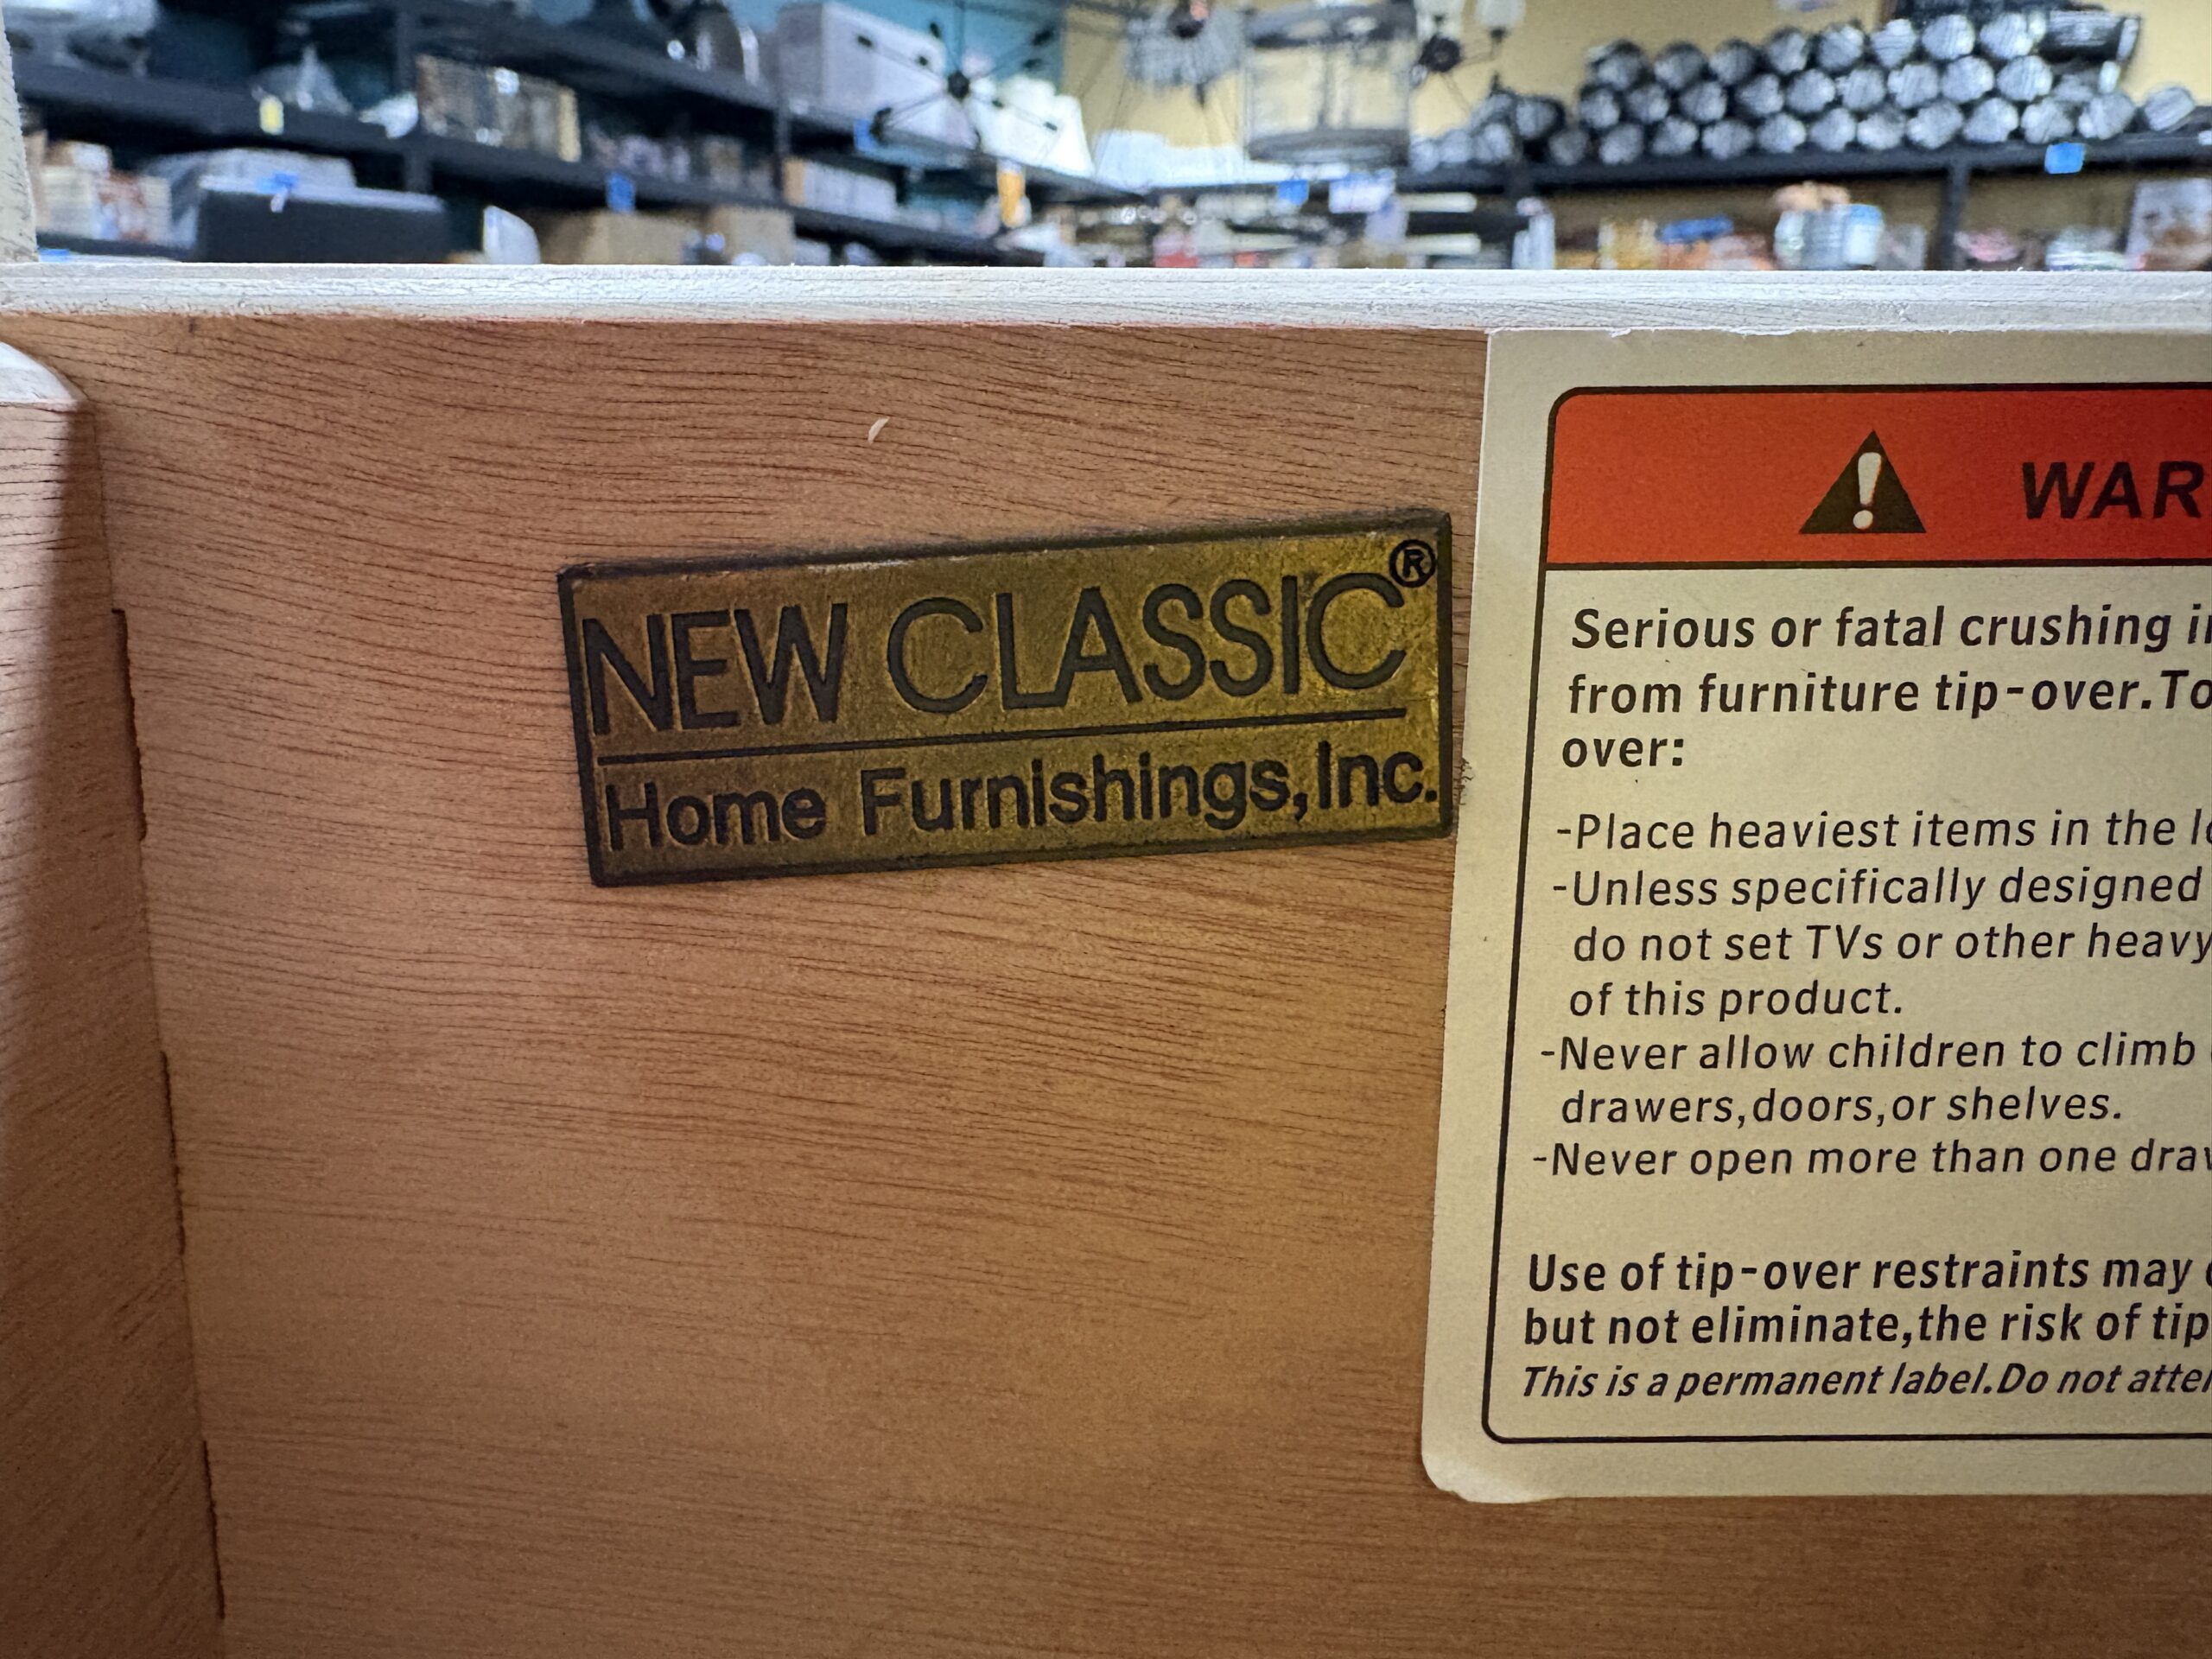 NEW CLASSIC®
Home Furnishings,Inc.
Serious or fatal crushing
from furniture tip-over.To
over:
-Place heaviest items in the
-Unless specifically designed
do not set TVs or other heavy
of this product.
-Never allow children to climb
drawers,doors,or shelves.
-Never open more than one
Use of tip-over restraints may
but not eliminate,the risk of tip
This is a permanent label.Do not